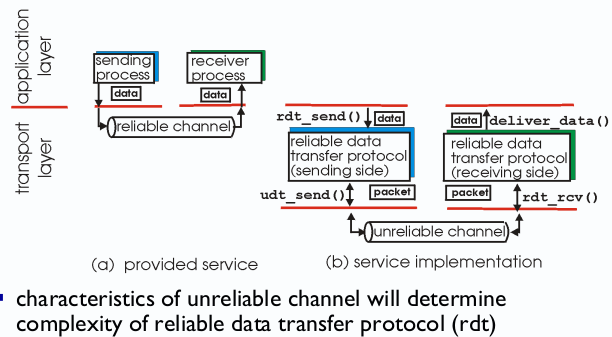 application
layer
transport
layer
sending
process
receiver
process
data
data
reliable channel
rdt_send()
data
data
deliver_data()
reliable data
transfer protocol
(sending side)
reliable data
transfer protocol
(receiving side)
udt_send()
packet
packet
rdt_rcv()
unreliable channel
(a) provided service
(b) service implementation
characteristics of unreliable channel will determine
complexity of reliable data transfer protocol (rdt)